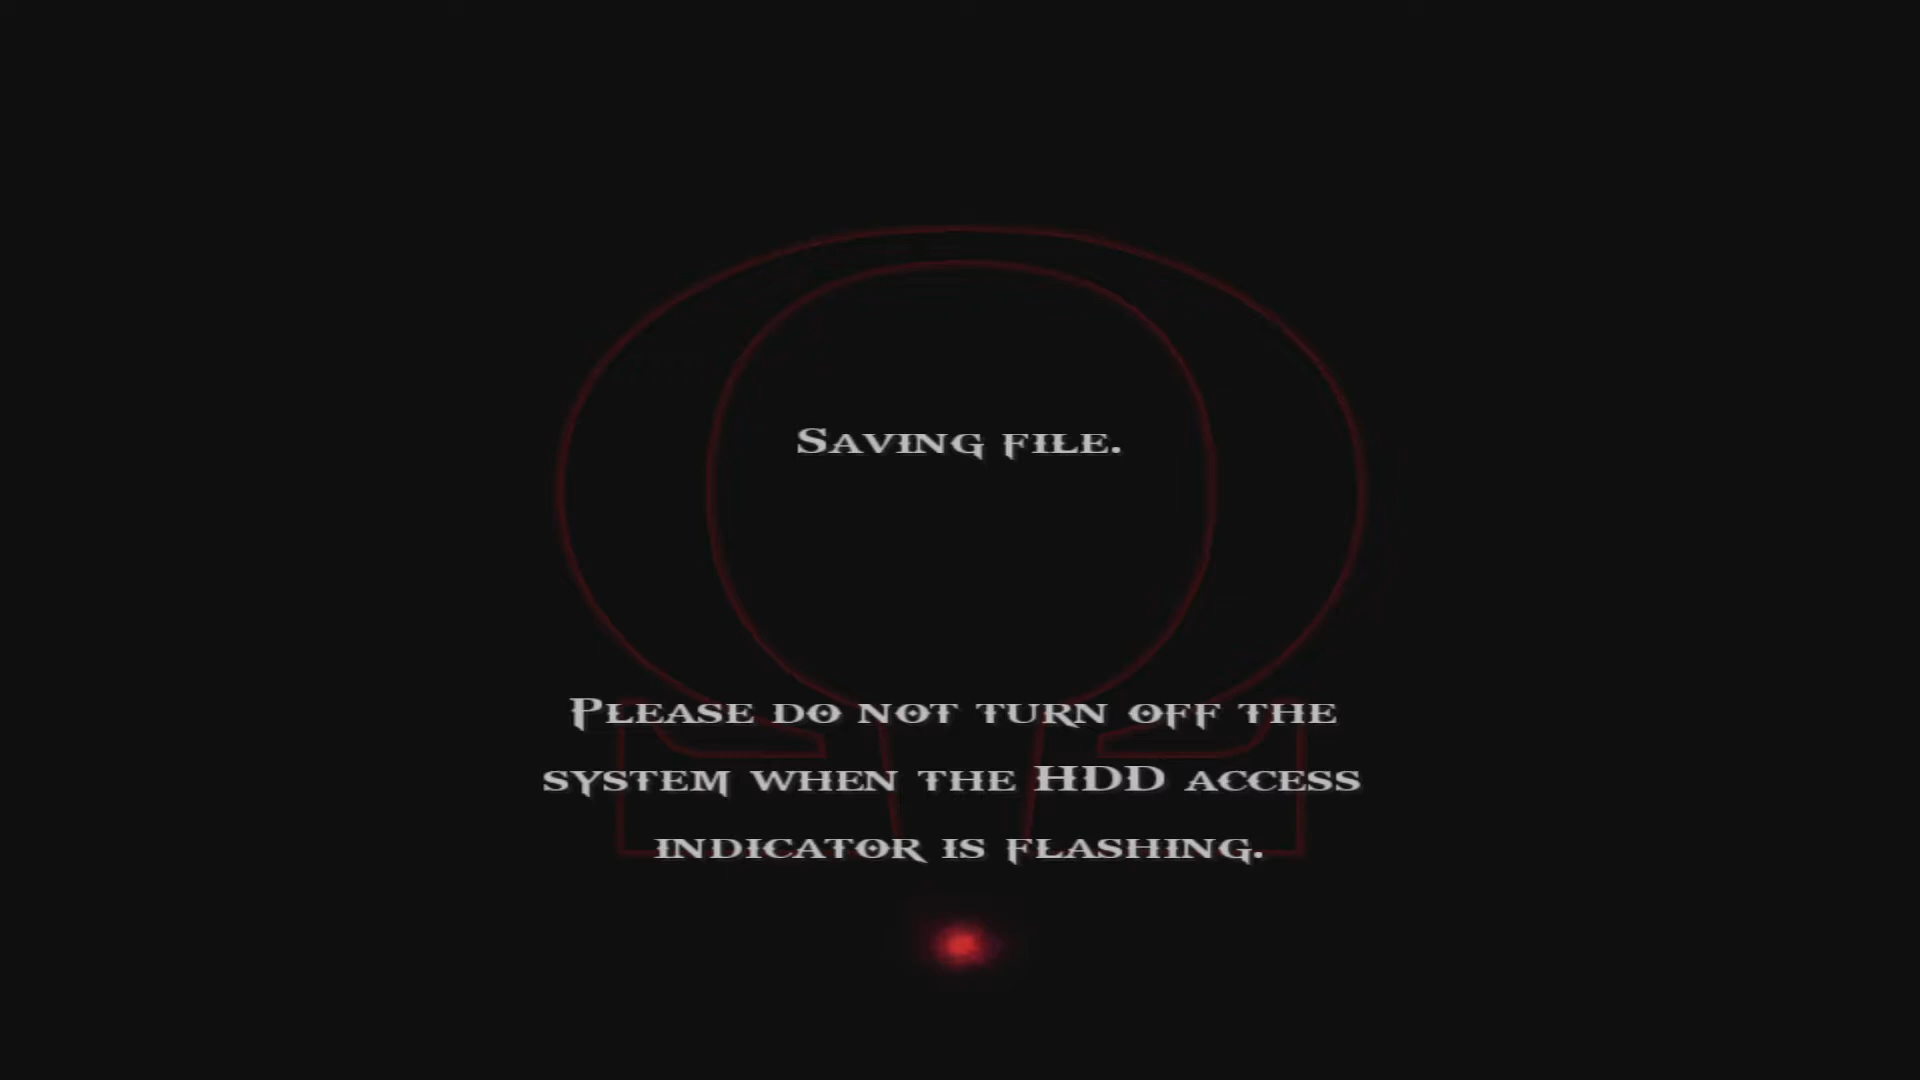 Saving file.
Please do not turn off the
system when the HDD access
indicator is flashing.